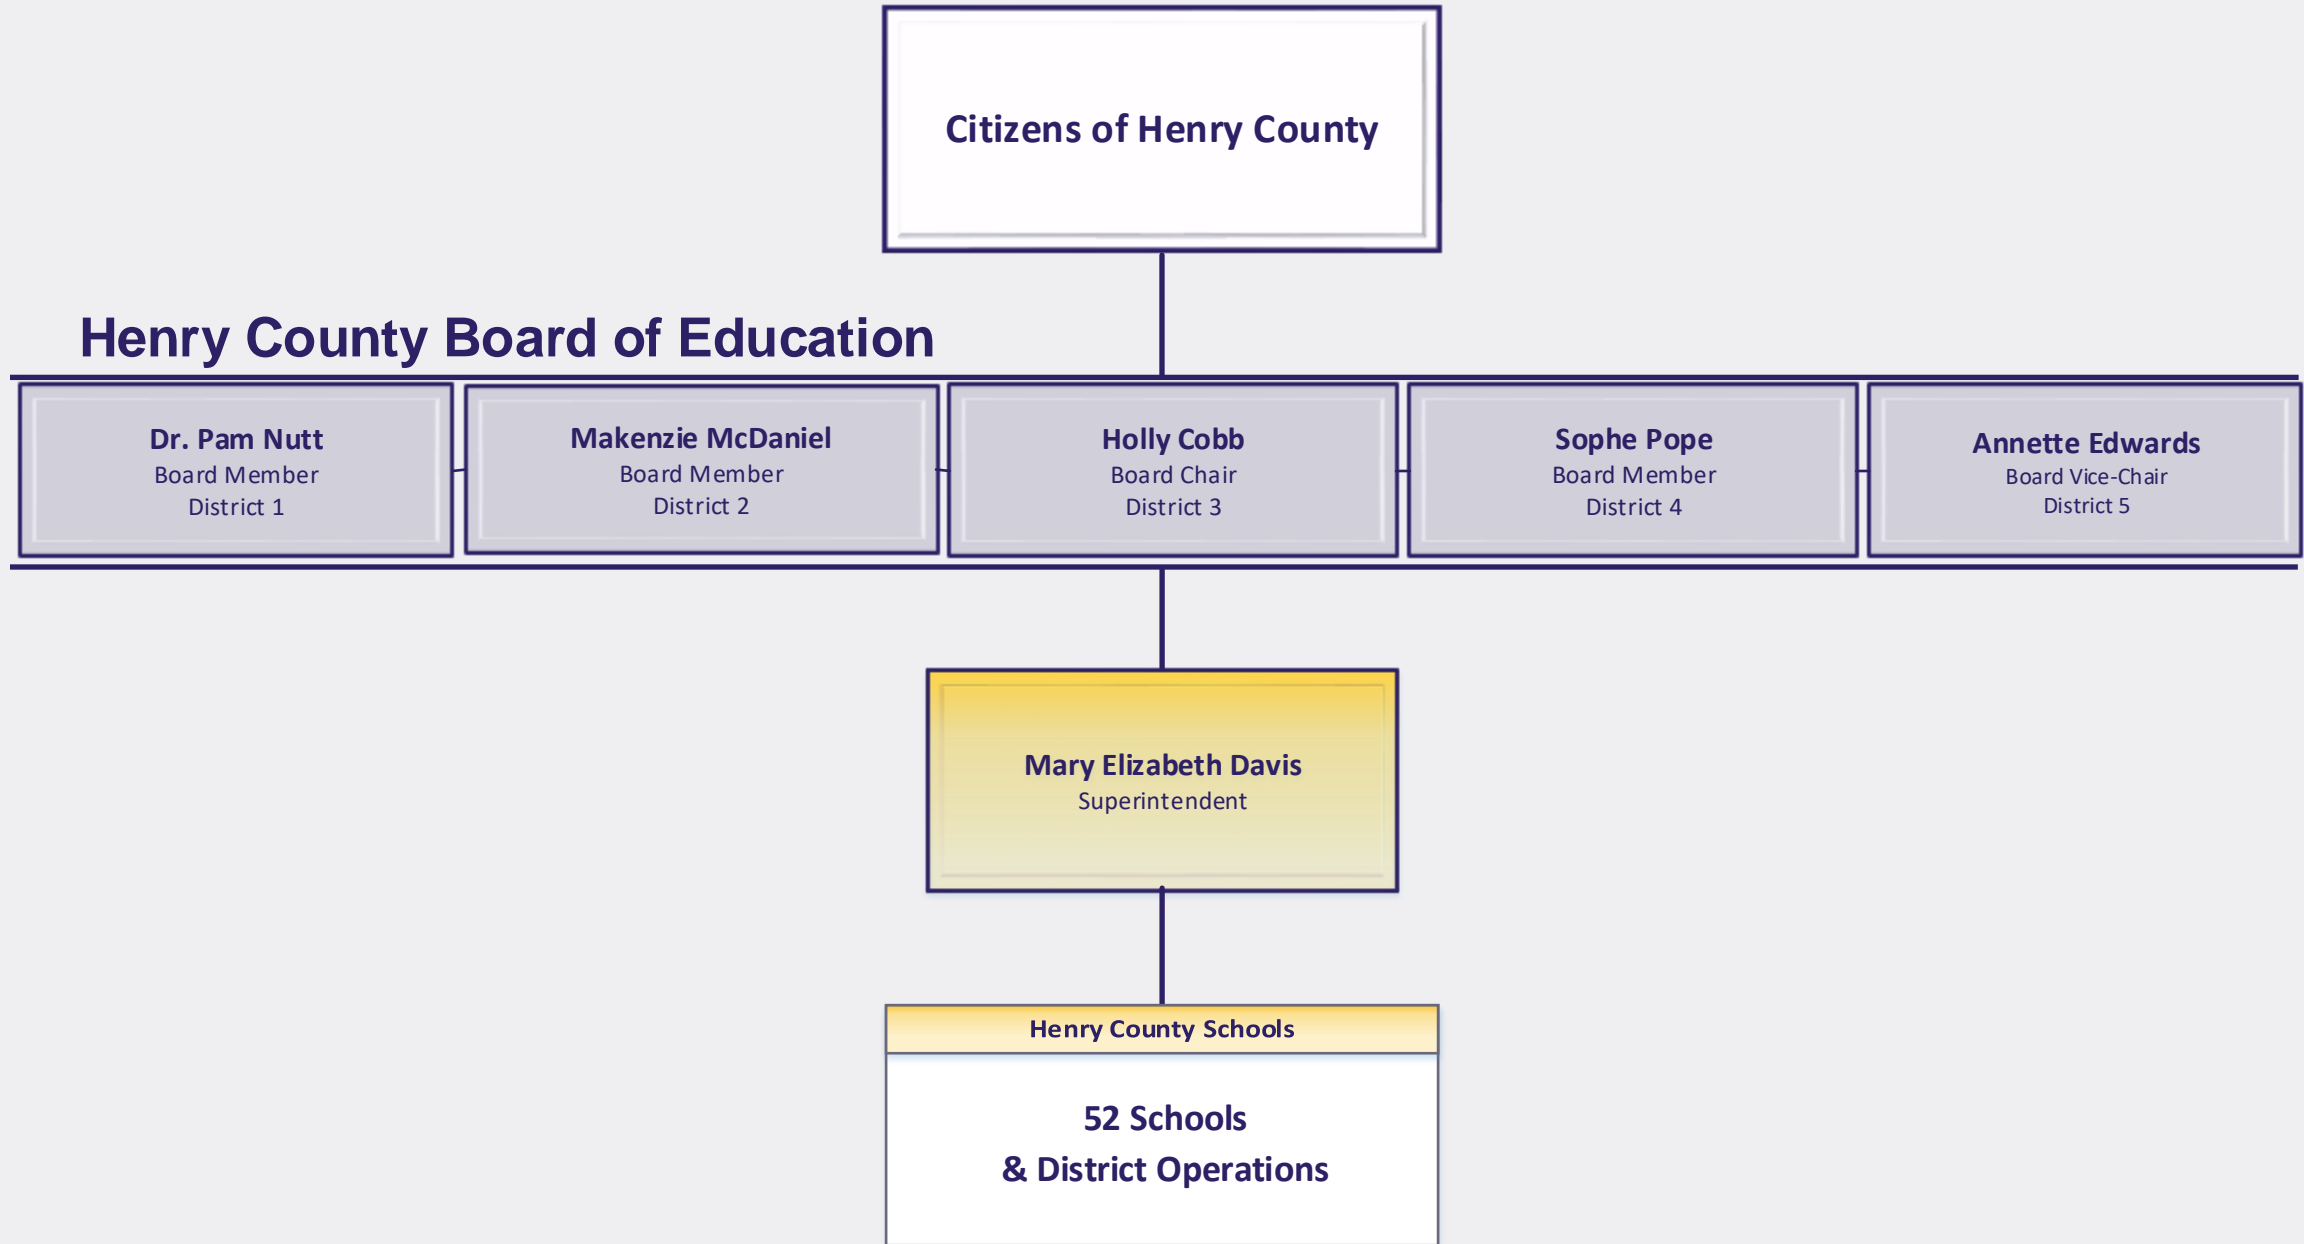 Citizens of Henry County
Henry County Board of Education
Dr. Pam Nutt
Board Member
District 1
Makenzie McDaniel
Board Member
District 2
Holly Cobb
Board Chair
District 3
Sophe Pope
Board Member
District 4
Annette Edwards
Board Vice-Chair
District 5
Mary Elizabeth Davis
Superintendent
Henry County Schools
52 Schools
& District Operations